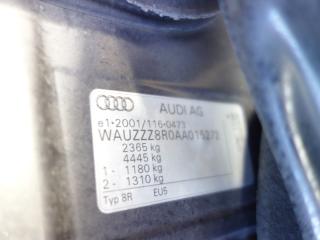 AUDI AG
e1*2001/116*0473
WAUZZZ8R0AA015272
2365 kg
4445 kg
1- 1180 kg
2- 1310 kg
Typ 8R EU5